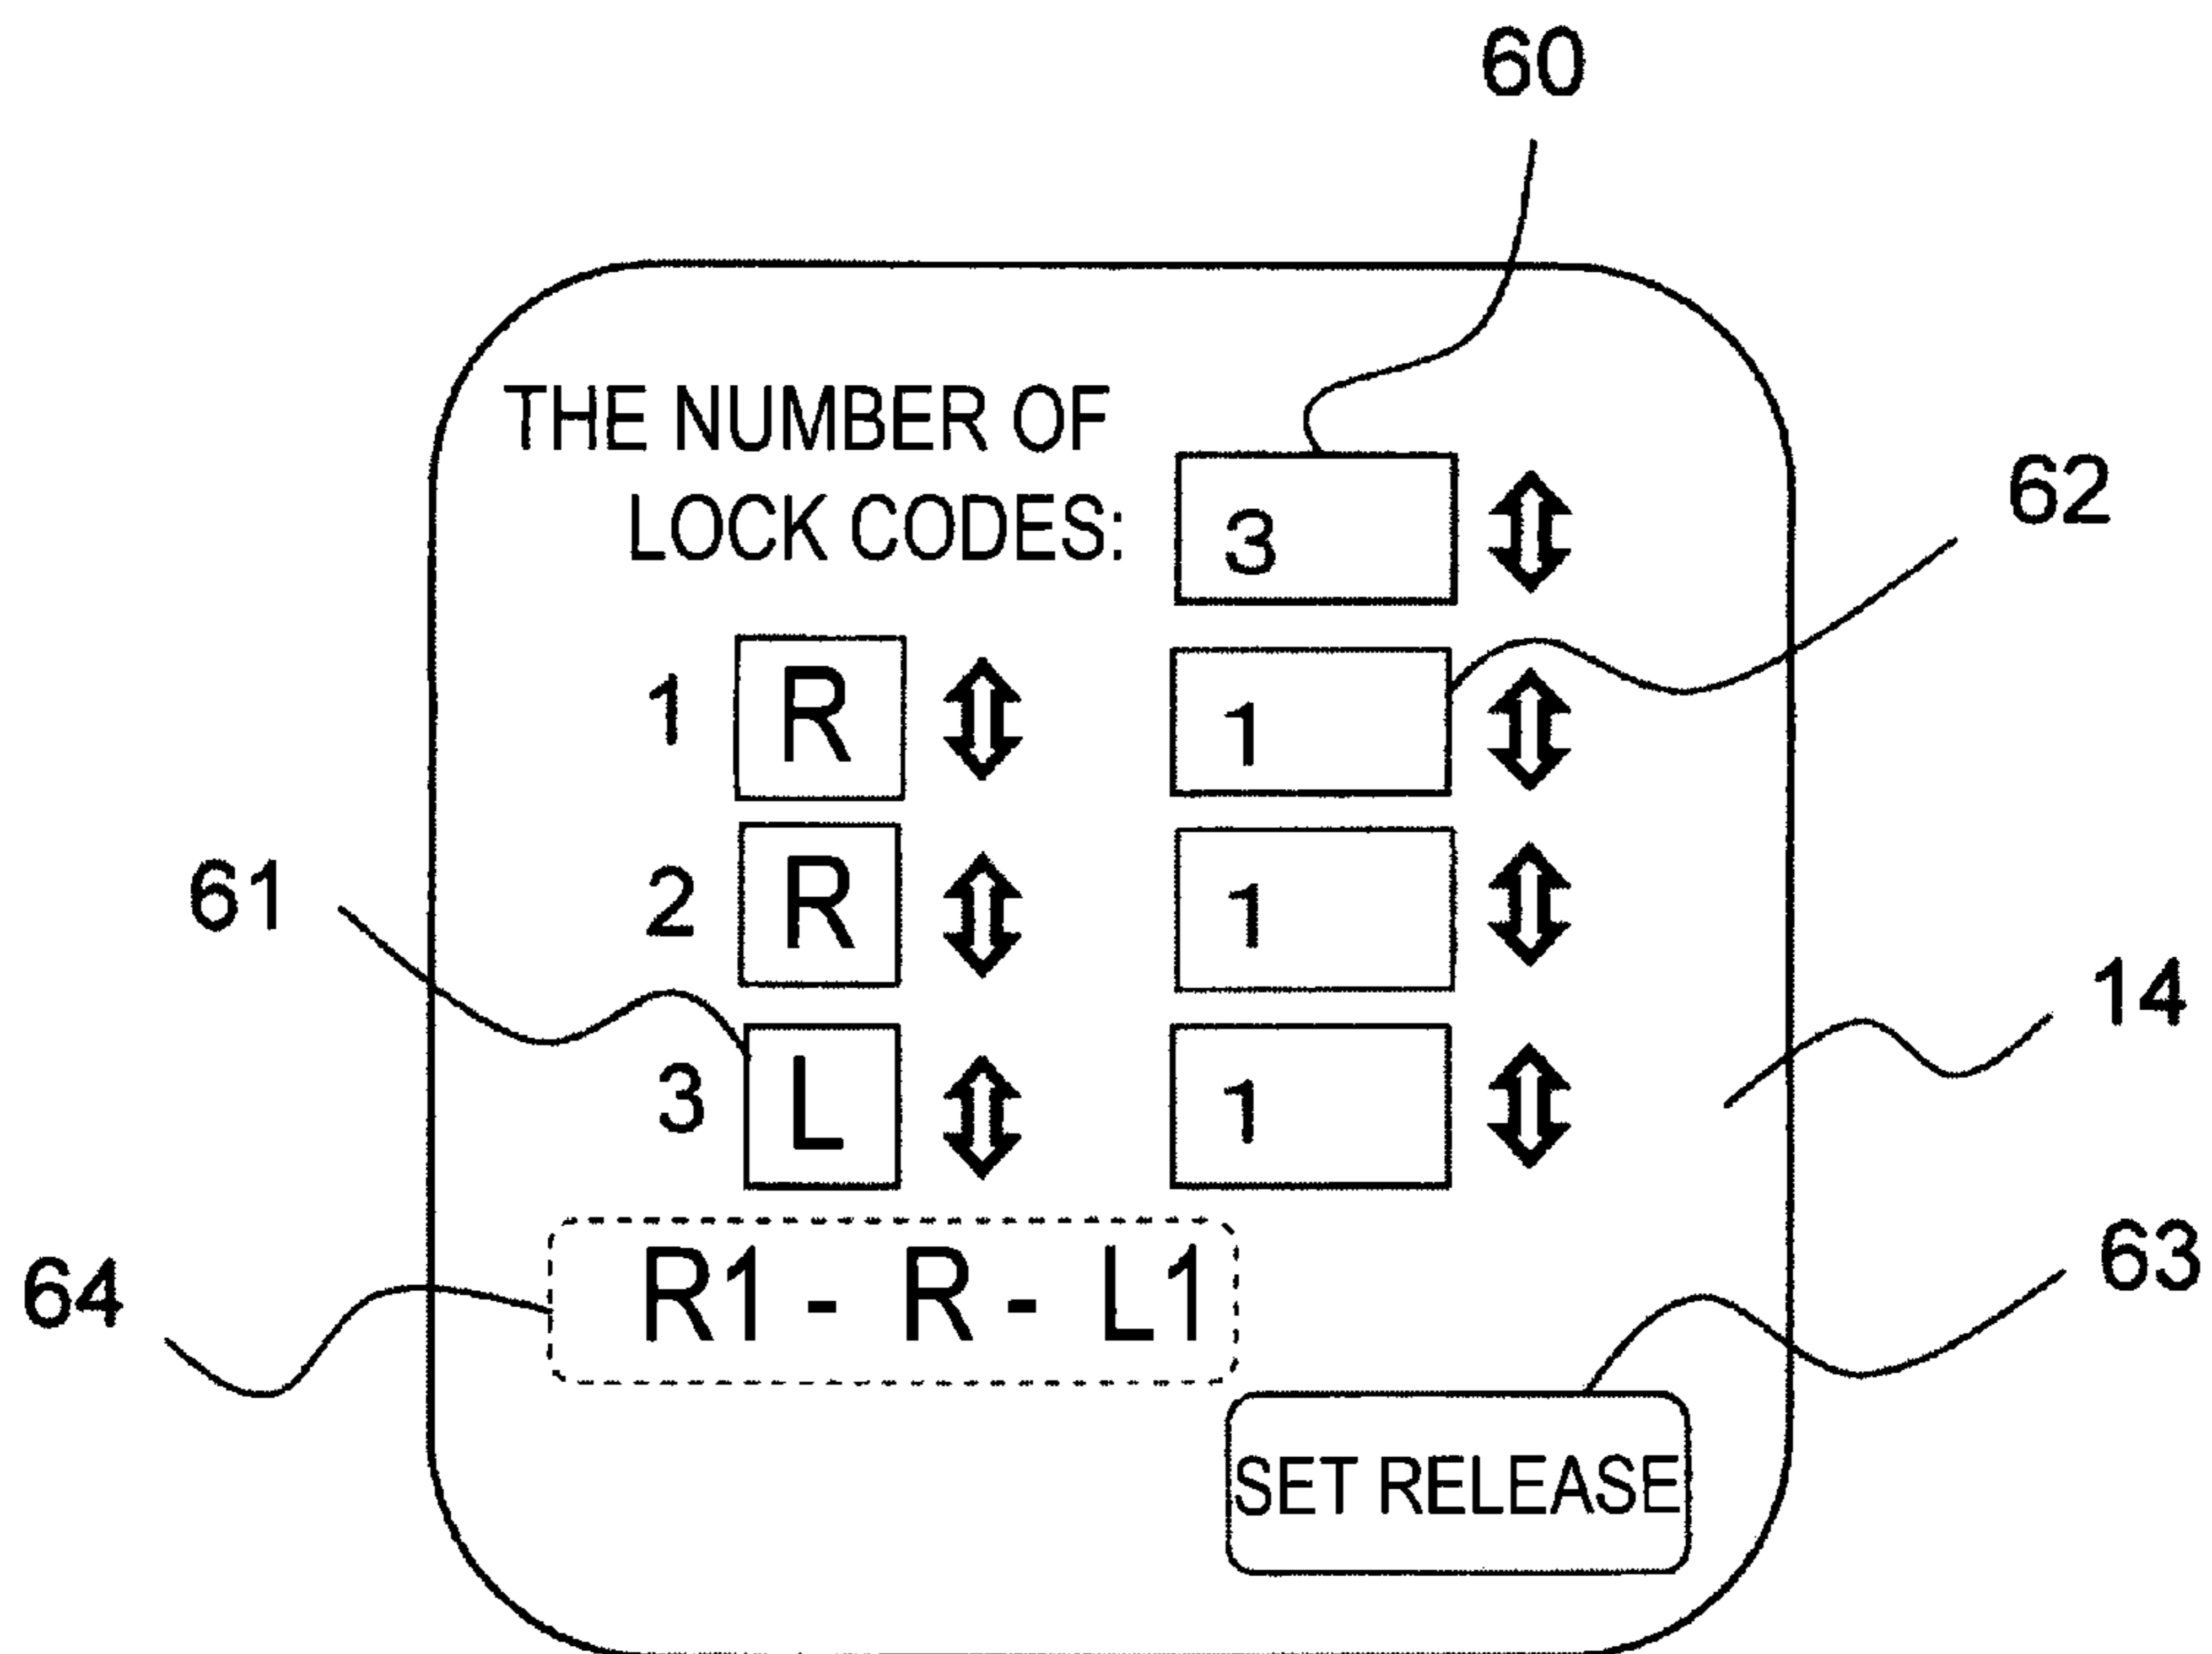 60
THE NUMBER OF
LOCK CODES: 3
62
1 R 1
61
2 R 1
14
3 L 1
64
R1 - R - L1
63
SET RELEASE